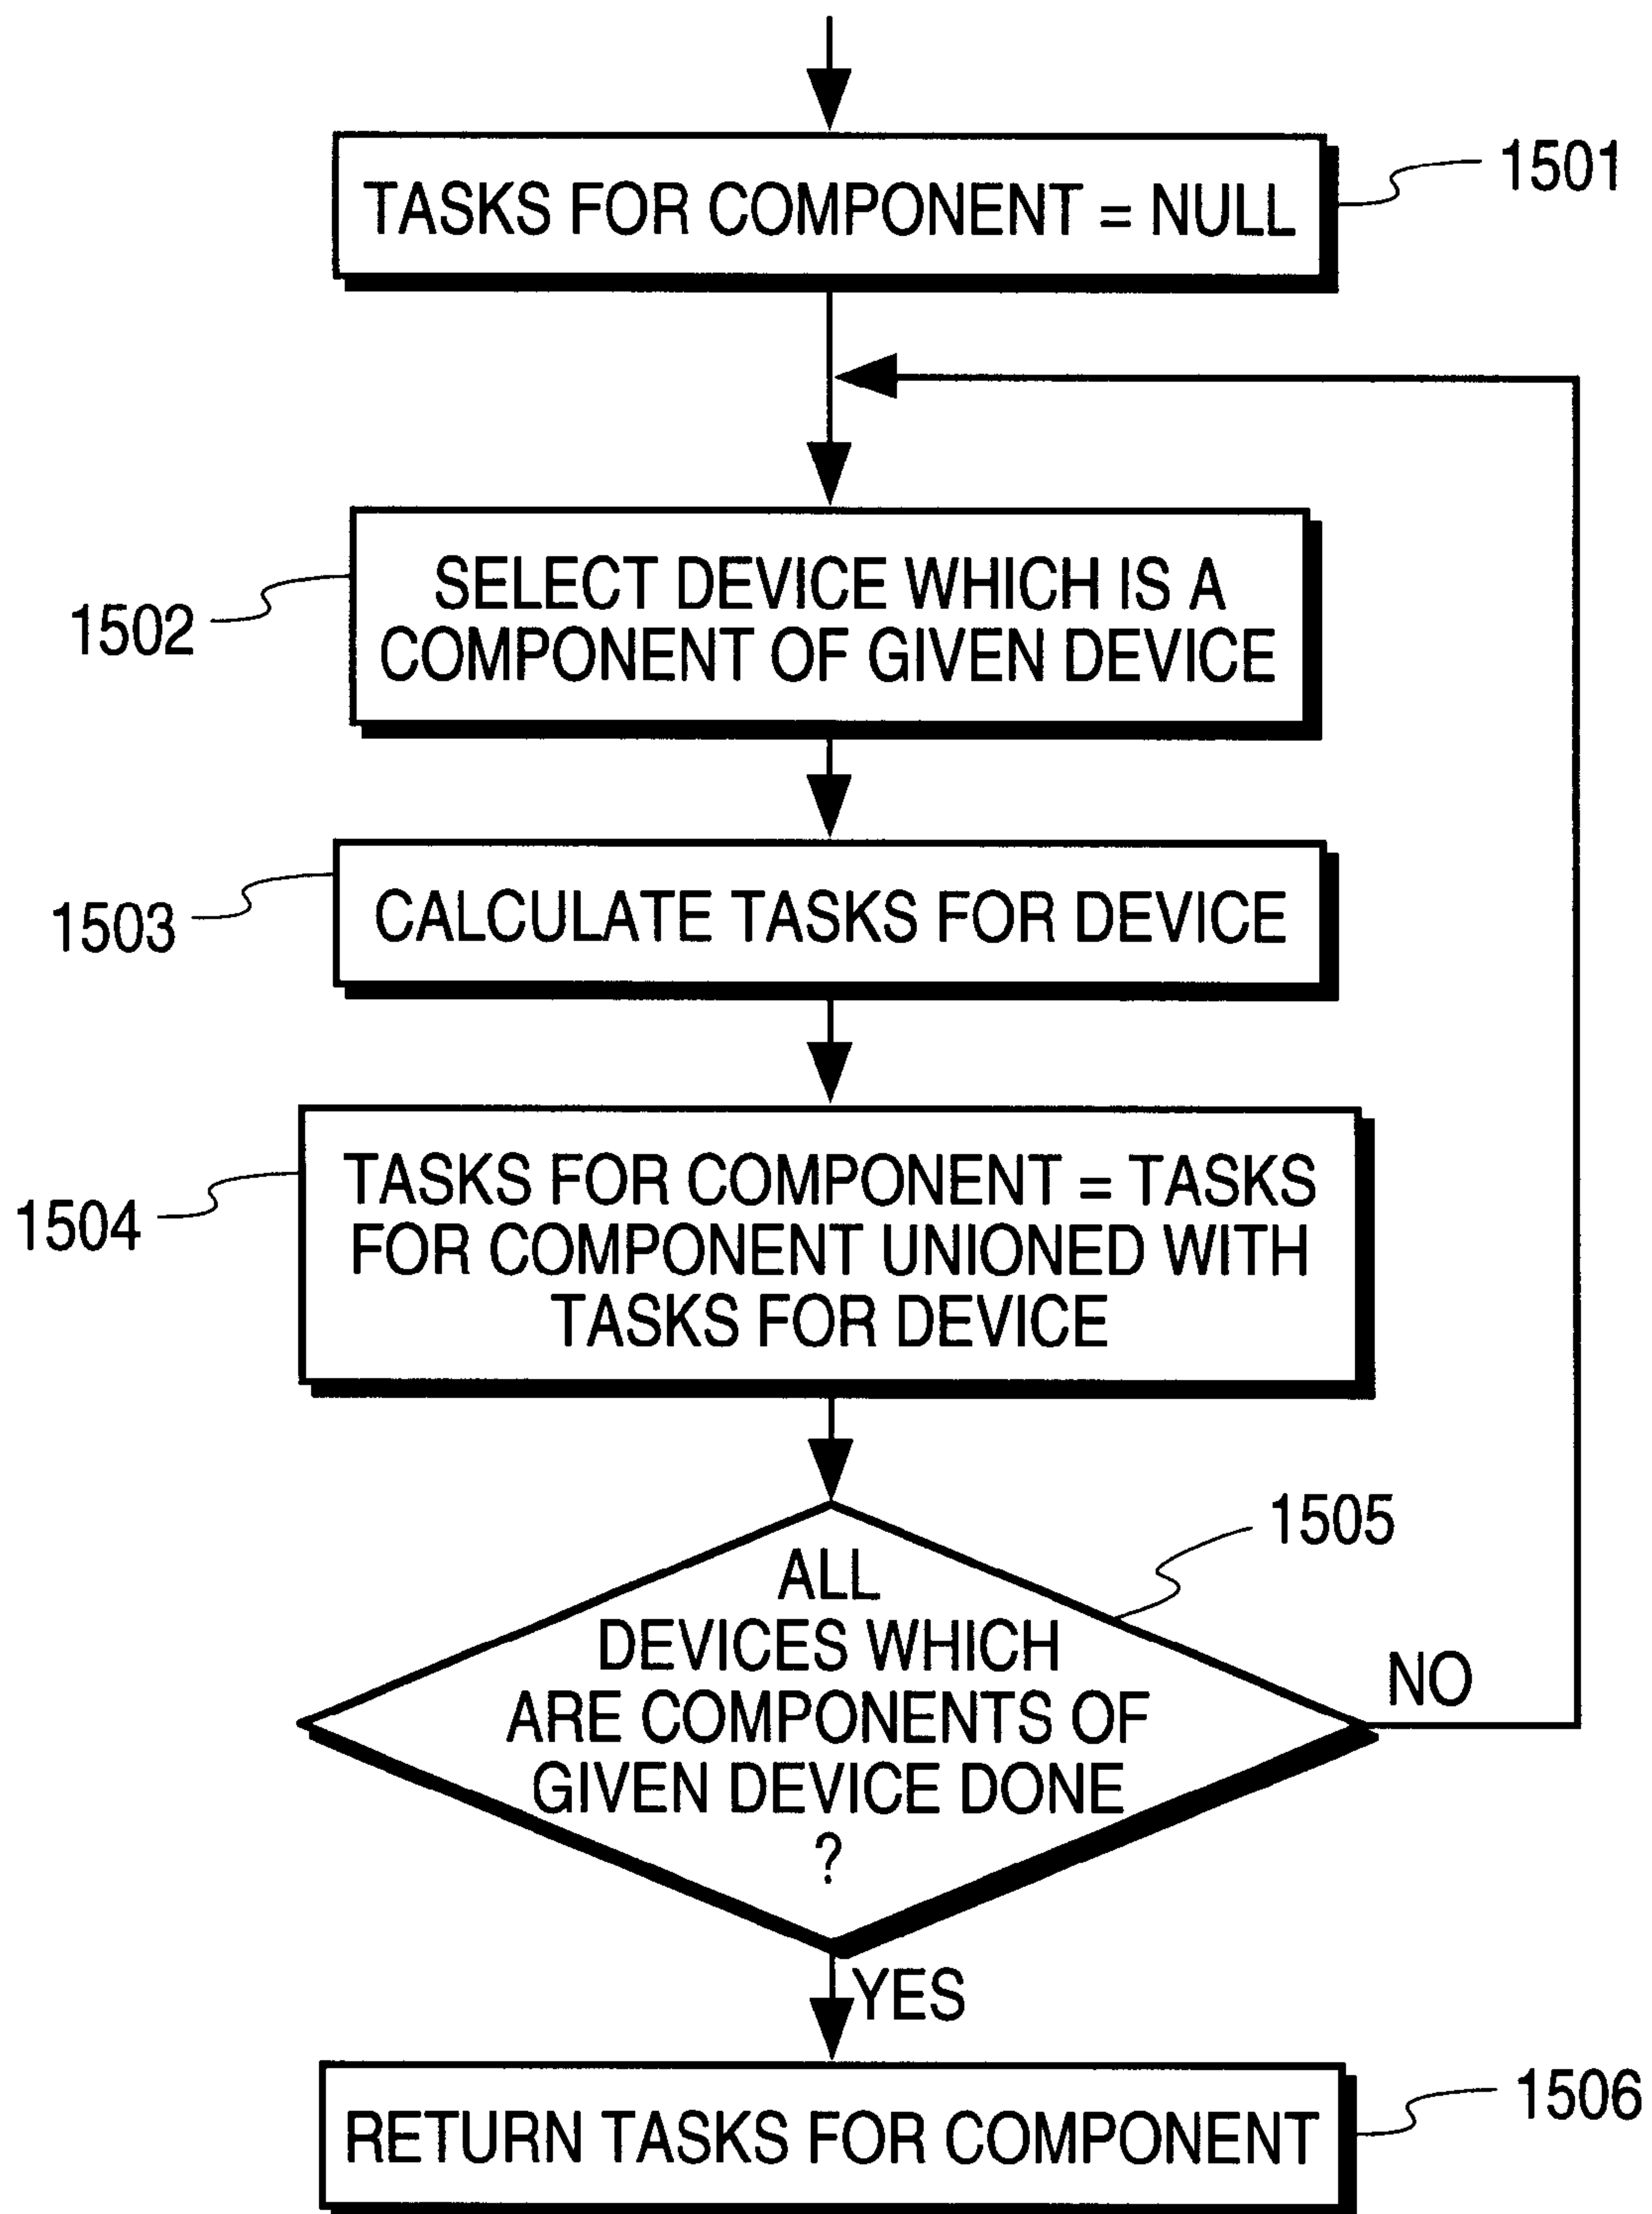 TASKS FOR COMPONENT = NULL
1501
SELECT DEVICE WHICH IS A
COMPONENT OF GIVEN DEVICE
1502
CALCULATE TASKS FOR DEVICE
1503
TASKS FOR COMPONENT = TASKS
FOR COMPONENT UNIONED WITH
TASKS FOR DEVICE
1504
ALL
DEVICES WHICH
ARE COMPONENTS OF
GIVEN DEVICE DONE
?
1505
NO
YES
RETURN TASKS FOR COMPONENT
1506